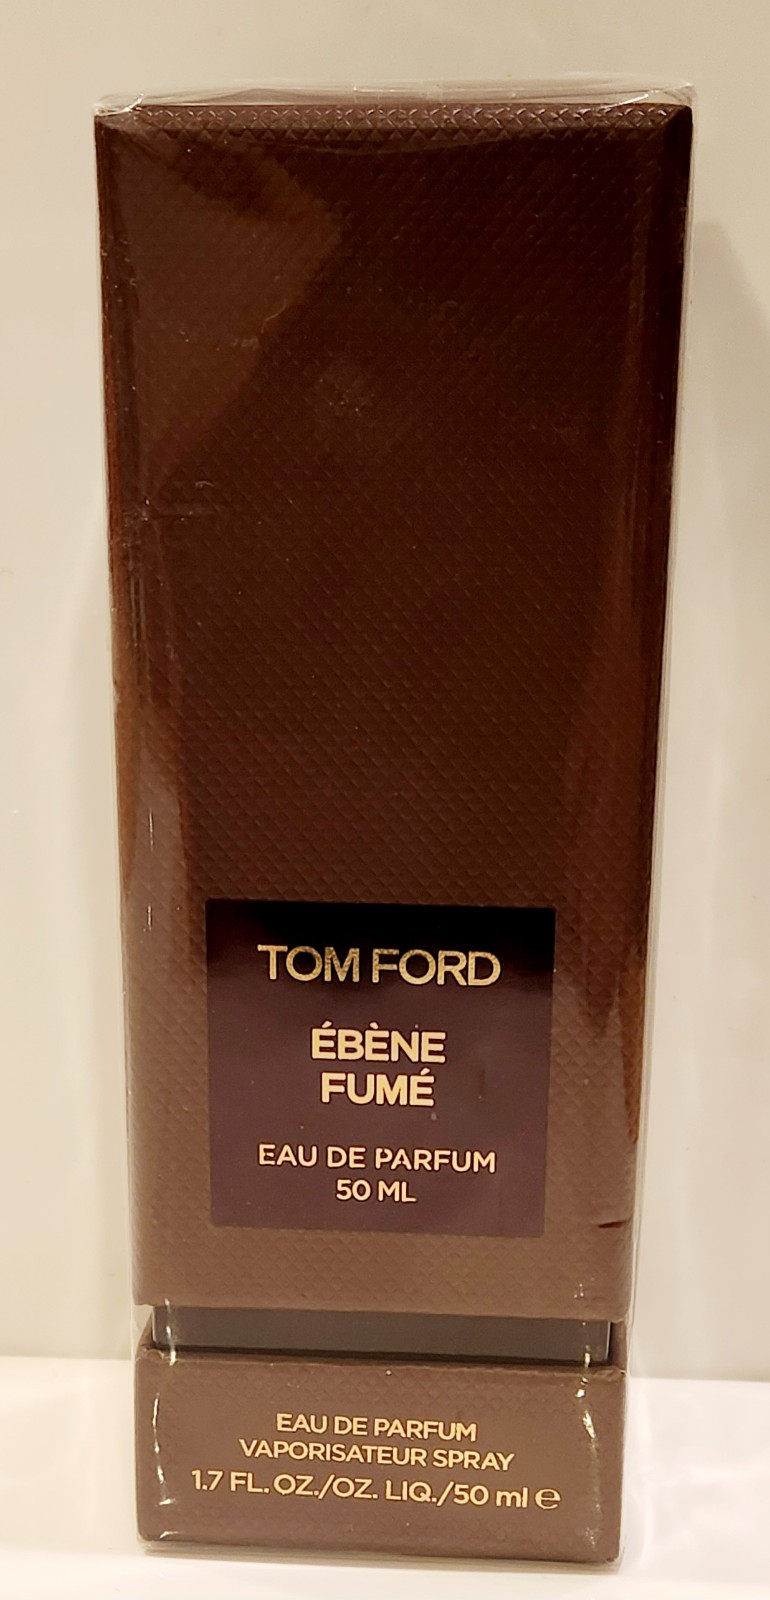 TOM FORD
ÉBÈNE
FUMÉ
EAU DE PARFUM
50 ML
EAU DE PARFUM
VAPORISATEUR SPRAY
1.7 FL. OZ./OZ. LIQ./50 ml ℮